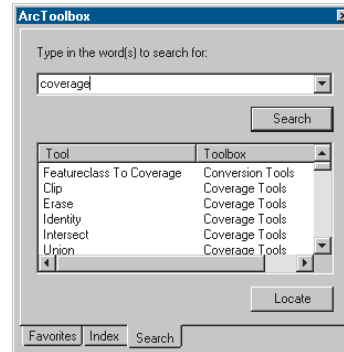 ArcToolbox
Type in the word(s) to search for:
coverage
Search
Tool Toolbox
Featureclass To Coverage Conversion Tools
Clip Coverage Tools
Erase Coverage Tools
Identity Coverage Tools
Intersect Coverage Tools
Union Coverage Tools
Locate
Favorites Index Search